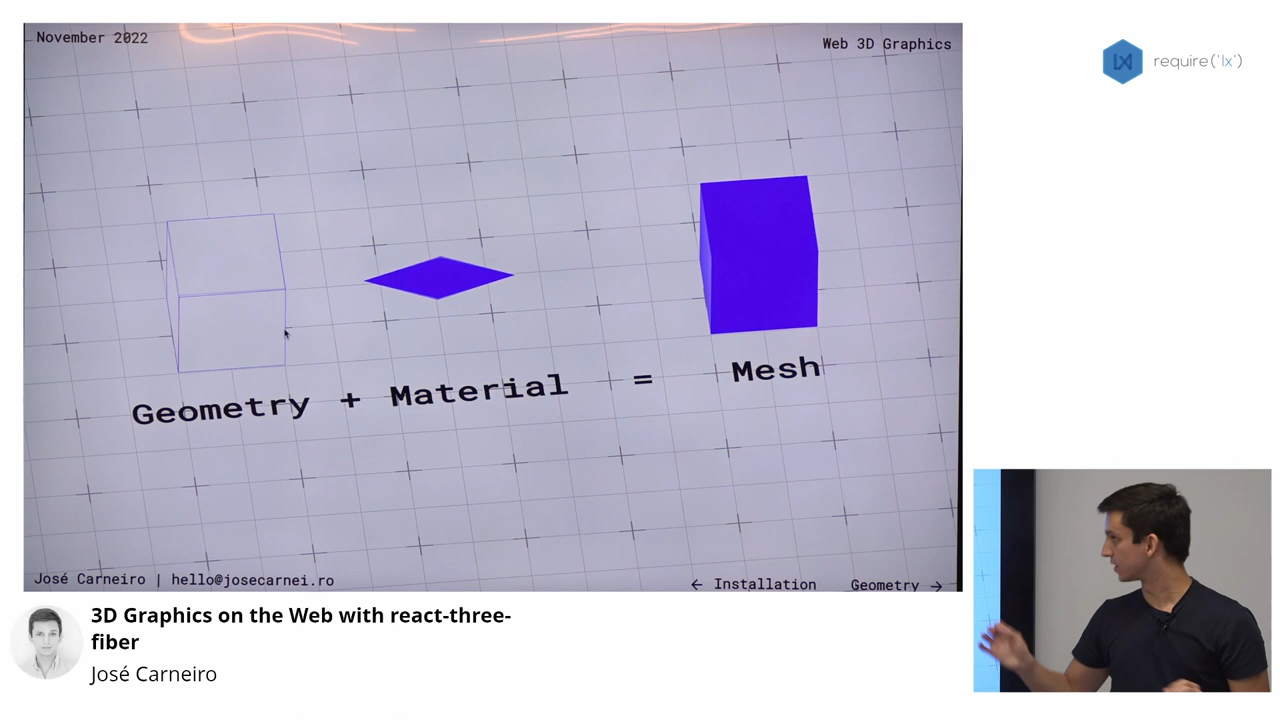 November 2022
Web 3D Graphics
Geometry + Material = Mesh
José Carneiro | hello@josecarnei.ro
← Installation Geometry →
3D Graphics on the Web with react-three-
fiber
José Carneiro
require('lx')